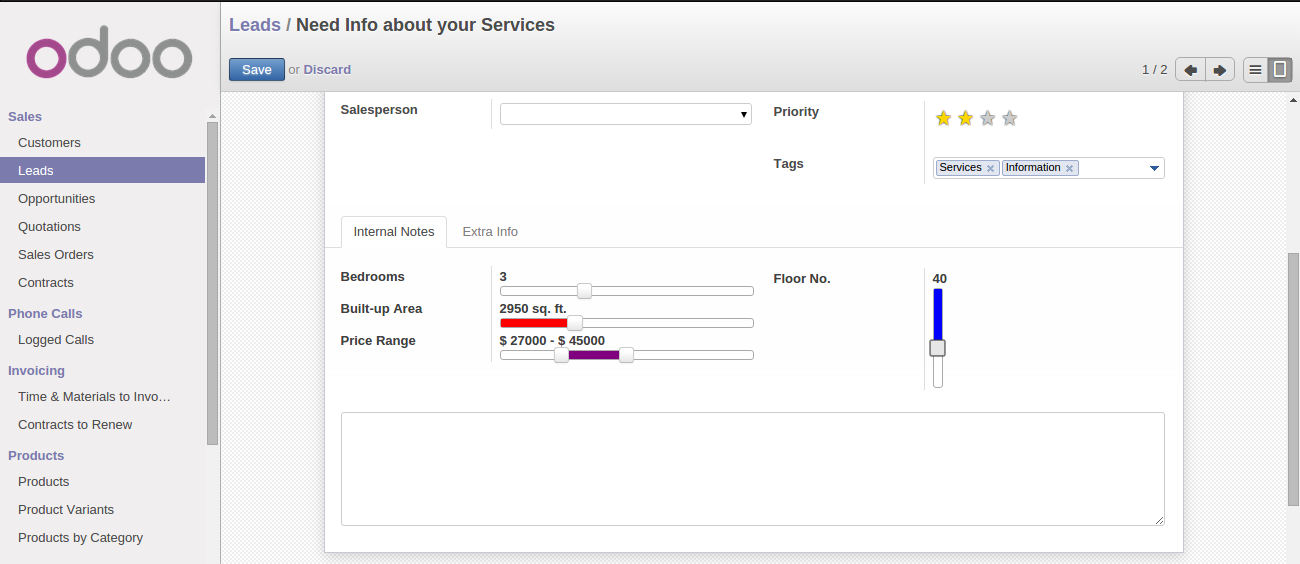 odoo
Sales
Customers
Leads
Opportunities
Quotations
Sales Orders
Contracts
Phone Calls
Logged Calls
Invoicing
Time & Materials to Invo…
Contracts to Renew
Products
Products
Product Variants
Products by Category
Leads / Need Info about your Services
Save or Discard
1 / 2
Salesperson
Priority
Tags
Services
Information
Internal Notes
Extra Info
Bedrooms
3
Built-up Area
2950 sq. ft.
Price Range
$ 27000 - $ 45000
Floor No.
40